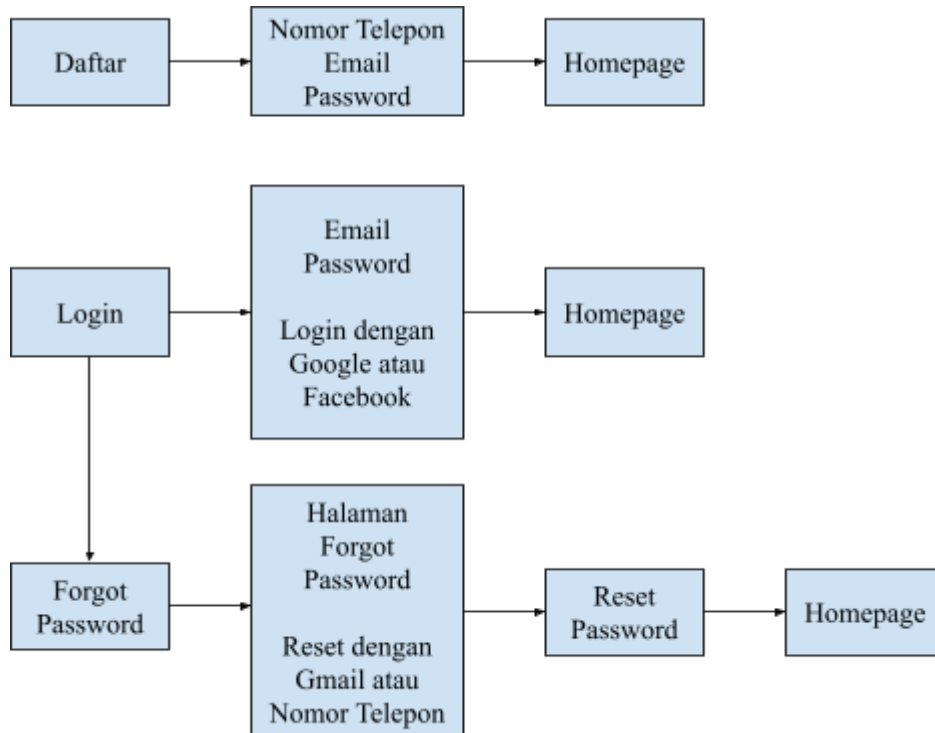 Daftar
Nomor Telepon
Email
Password
Homepage
Login
Email
Password
Login dengan
Google atau
Facebook
Homepage
Forgot
Password
Halaman
Forgot
Password
Reset dengan
Gmail atau
Nomor Telepon
Reset
Password
Homepage